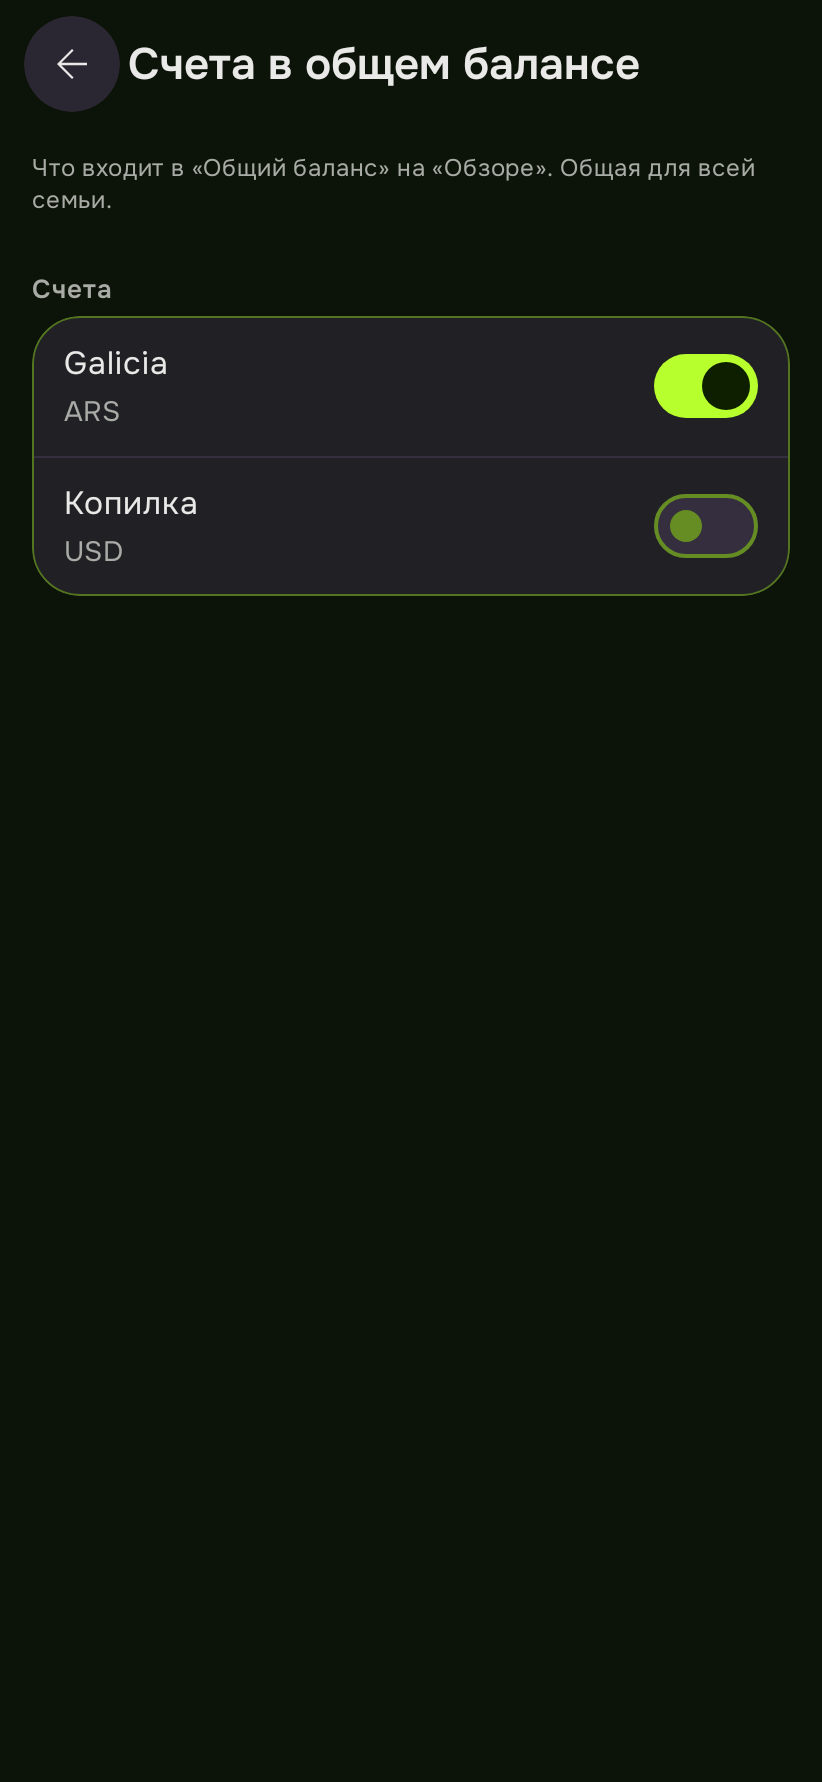 Счета в общем балансе
Что входит в «Общий баланс» на «Обзоре». Общая для всей
семьи.
Счета
Galicia
ARS
Копилка
USD